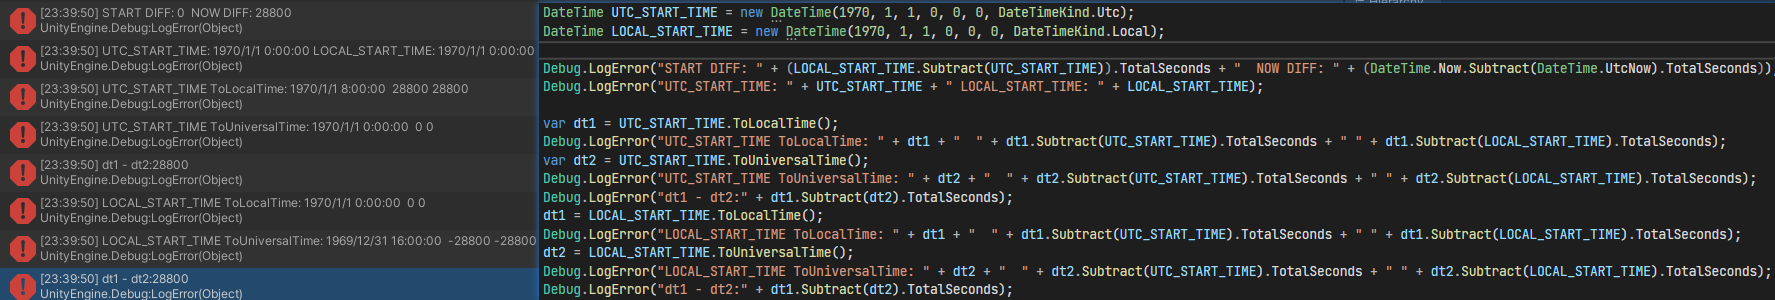 [23:39:50] START DIFF: 0  NOW DIFF: 28800
UnityEngine.Debug:LogError(Object)
[23:39:50] UTC_START_TIME: 1970/1/1 0:00:00 LOCAL_START_TIME: 1970/1/1 0:00:00
UnityEngine.Debug:LogError(Object)
[23:39:50] UTC_START_TIME ToLocalTime: 1970/1/1 8:00:00  28800 28800
UnityEngine.Debug:LogError(Object)
[23:39:50] UTC_START_TIME ToUniversalTime: 1970/1/1 0:00:00  0 0
UnityEngine.Debug:LogError(Object)
[23:39:50] dt1 - dt2:28800
UnityEngine.Debug:LogError(Object)
[23:39:50] LOCAL_START_TIME ToLocalTime: 1970/1/1 0:00:00  0 0
UnityEngine.Debug:LogError(Object)
[23:39:50] LOCAL_START_TIME ToUniversalTime: 1969/12/31 16:00:00  -28800 -28800
UnityEngine.Debug:LogError(Object)
[23:39:50] dt1 - dt2:28800
UnityEngine.Debug:LogError(Object)
Hierarchy
DateTime UTC_START_TIME = new DateTime(1970, 1, 1, 0, 0, 0, DateTimeKind.Utc);
DateTime LOCAL_START_TIME = new DateTime(1970, 1, 1, 0, 0, 0, DateTimeKind.Local);
Debug.LogError("START DIFF: " + (LOCAL_START_TIME.Subtract(UTC_START_TIME)).TotalSeconds + "  NOW DIFF: " + (DateTime.Now.Subtract(DateTime.UtcNow).TotalSeconds));
Debug.LogError("UTC_START_TIME: " + UTC_START_TIME + " LOCAL_START_TIME: " + LOCAL_START_TIME);
var dt1 = UTC_START_TIME.ToLocalTime();
Debug.LogError("UTC_START_TIME ToLocalTime: " + dt1 + "  " + dt1.Subtract(UTC_START_TIME).TotalSeconds + " " + dt1.Subtract(LOCAL_START_TIME).TotalSeconds);
var dt2 = UTC_START_TIME.ToUniversalTime();
Debug.LogError("UTC_START_TIME ToUniversalTime: " + dt2 + "  " + dt2.Subtract(UTC_START_TIME).TotalSeconds + " " + dt2.Subtract(LOCAL_START_TIME).TotalSeconds);
Debug.LogError("dt1 - dt2:" + dt1.Subtract(dt2).TotalSeconds);
dt1 = LOCAL_START_TIME.ToLocalTime();
Debug.LogError("LOCAL_START_TIME ToLocalTime: " + dt1 + "  " + dt1.Subtract(UTC_START_TIME).TotalSeconds + " " + dt1.Subtract(LOCAL_START_TIME).TotalSeconds);
dt2 = LOCAL_START_TIME.ToUniversalTime();
Debug.LogError("LOCAL_START_TIME ToUniversalTime: " + dt2 + "  " + dt2.Subtract(UTC_START_TIME).TotalSeconds + " " + dt2.Subtract(LOCAL_START_TIME).TotalSeconds);
Debug.LogError("dt1 - dt2:" + dt1.Subtract(dt2).TotalSeconds);